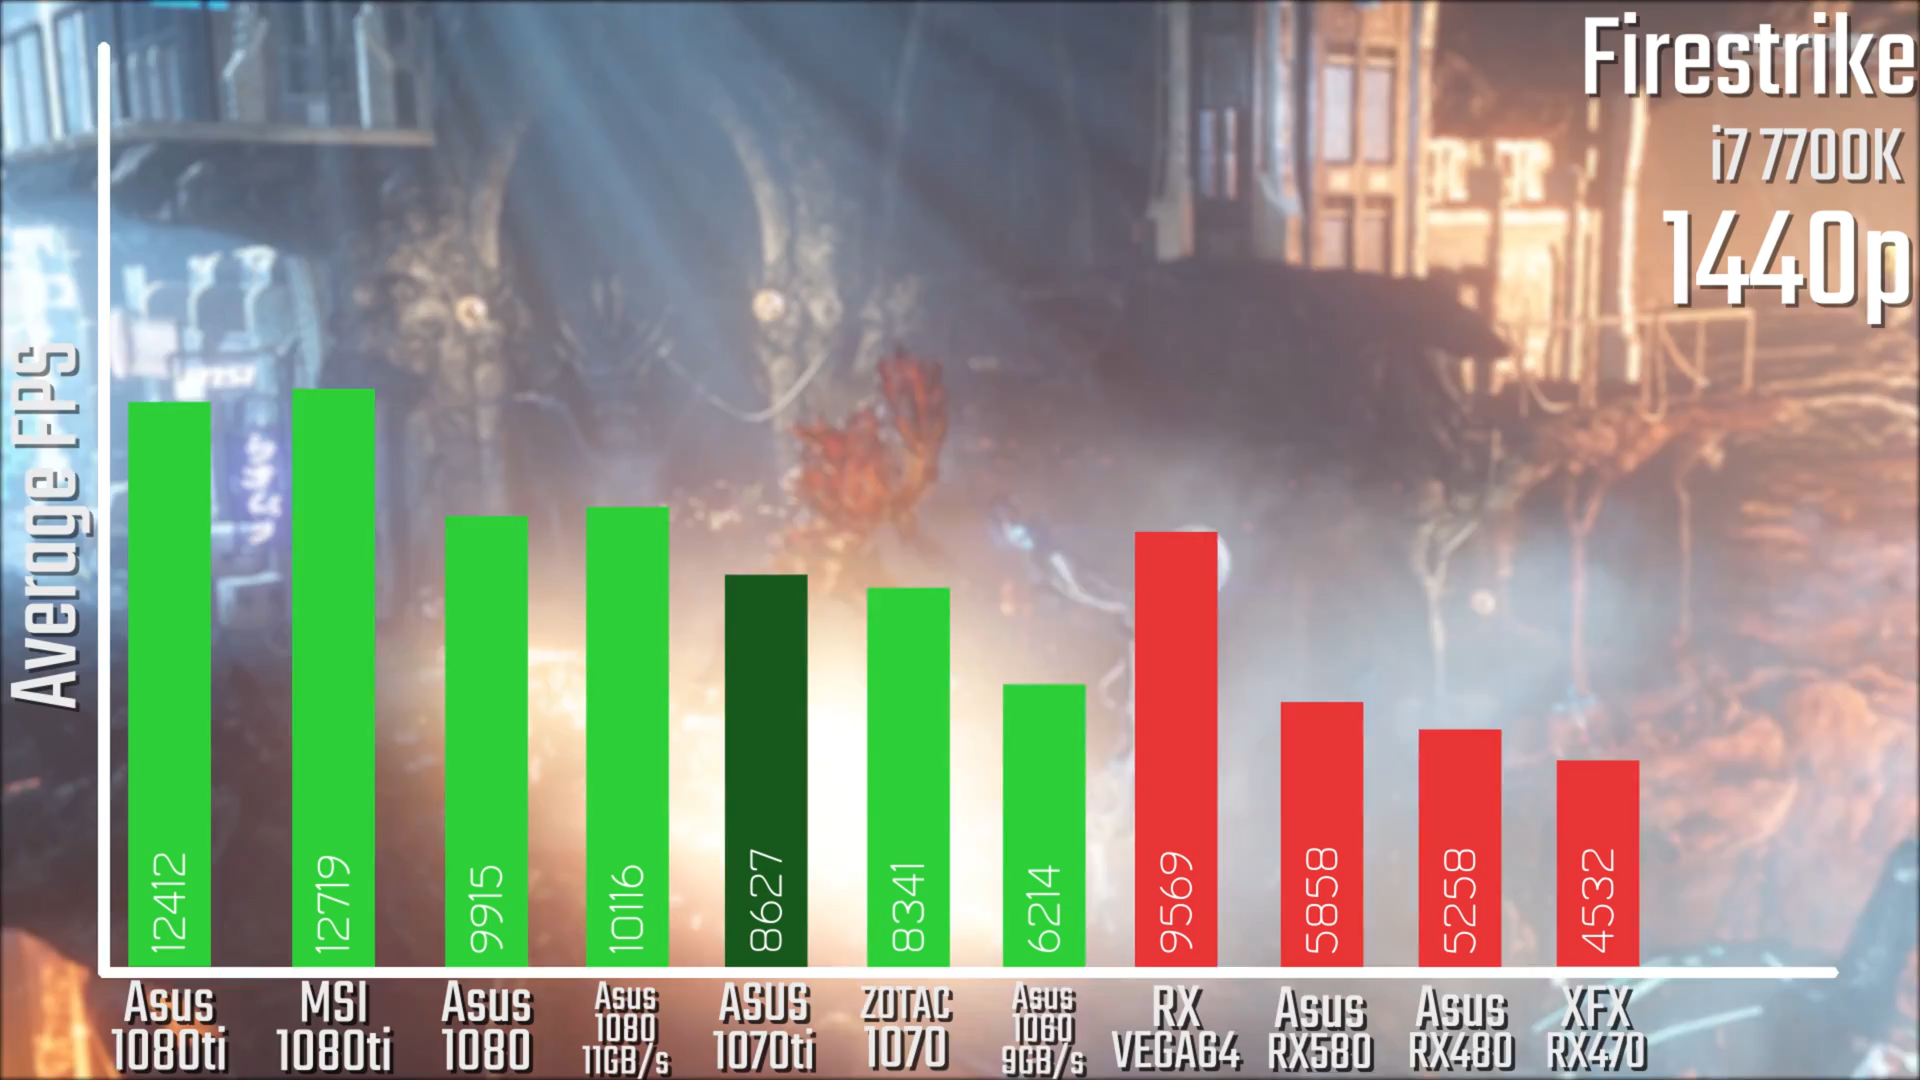 Firestrike
i7 7700K
1440p
Average FPS
12412
12719
9915
10116
8627
8341
6214
9569
5858
5258
4532
Asus
1080ti
MSI
1080ti
Asus
1080
Asus
1080
11GB/s
ASUS
1070ti
ZOTAC
1070
Asus
1060
9GB/s
RX
VEGA64
Asus
RX580
Asus
RX480
XFX
RX470